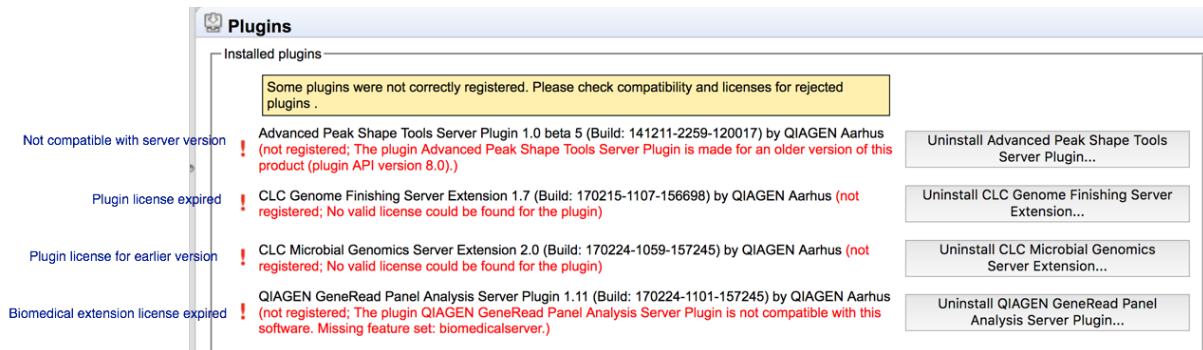 Plugins
Installed plugins
Some plugins were not correctly registered. Please check compatibility and licenses for rejected
plugins .
Not compatible with server version
Advanced Peak Shape Tools Server Plugin 1.0 beta 5 (Build: 141211-2259-120017) by QIAGEN Aarhus
(not registered; The plugin Advanced Peak Shape Tools Server Plugin is made for an older version of this
product (plugin API version 8.0).)
Uninstall Advanced Peak Shape Tools
Server Plugin...
Plugin license expired
CLC Genome Finishing Server Extension 1.7 (Build: 170215-1107-156698) by QIAGEN Aarhus (not
registered; No valid license could be found for the plugin)
Uninstall CLC Genome Finishing Server
Extension...
Plugin license for earlier version
CLC Microbial Genomics Server Extension 2.0 (Build: 170224-1059-157245) by QIAGEN Aarhus (not
registered; No valid license could be found for the plugin)
Uninstall CLC Microbial Genomics
Server Extension...
Biomedical extension license expired
QIAGEN GeneRead Panel Analysis Server Plugin 1.11 (Build: 170224-1101-157245) by QIAGEN Aarhus
(not registered; The plugin QIAGEN GeneRead Panel Analysis Server Plugin is not compatible with this
software. Missing feature set: biomedicalserver.)
Uninstall QIAGEN GeneRead Panel
Analysis Server Plugin...